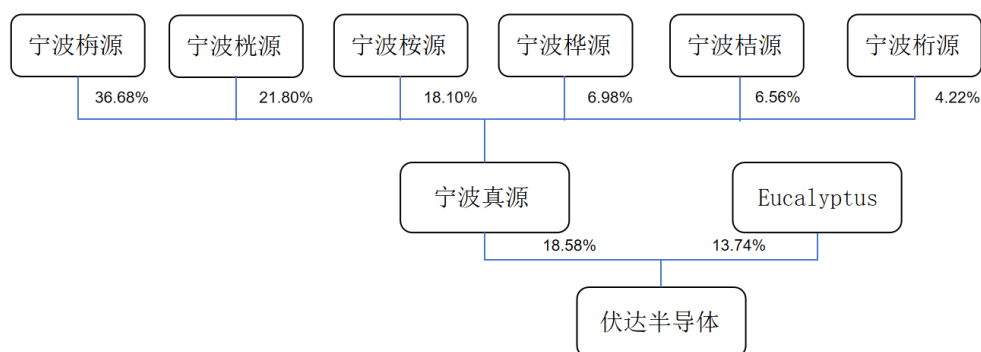 宁波栴源
宁波桄源
宁波桉源
宁波桦源
宁波桔源
宁波桁源
36.68%
21.80%
18.10%
6.98%
6.56%
4.22%
宁波真源
Eucalyptus
18.58%
13.74%
伏达半导体